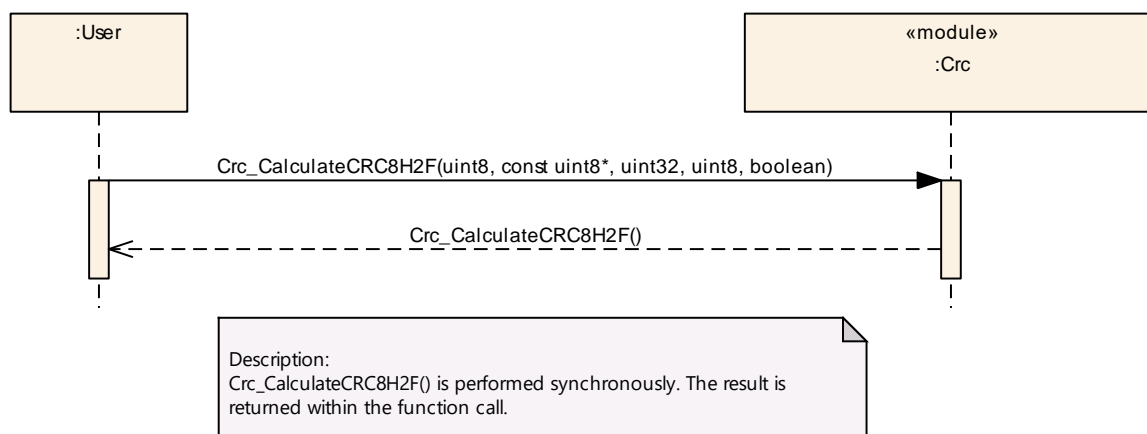 :User
«module»
:Crc
Crc_CalculateCRC8H2F(uint8, const uint8*, uint32, uint8, boolean)
Crc_CalculateCRC8H2F()
Description:
Crc_CalculateCRC8H2F() is performed synchronously. The result is
returned within the function call.